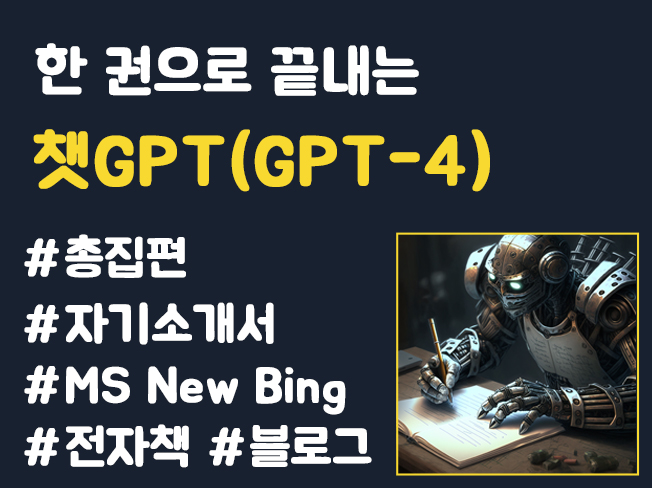 한 권으로 끝내는
챗GPT(GPT-4)
#총집편
#자기소개서
#MS New Bing
#전자책 #블로그